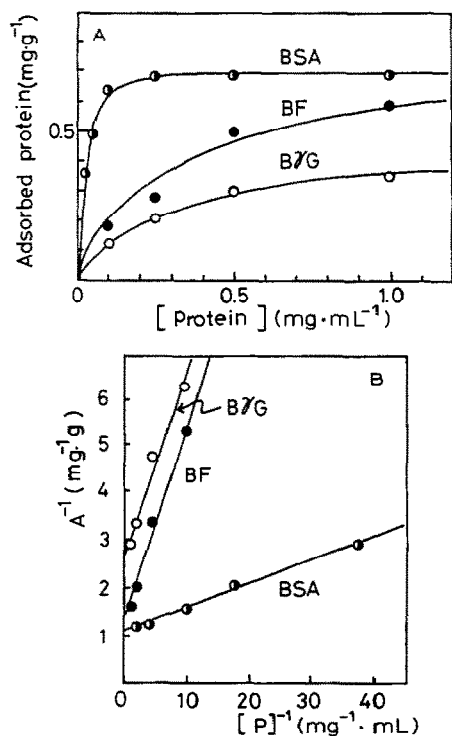 A
Adsorbed protein (mg·g⁻¹)
0.5
BSA
BF
BγG
0
0.5
1.0
[Protein] (mg·mL⁻¹)
B
A⁻¹ (mg⁻¹g)
6
5
4
3
2
1
BγG
BF
BSA
0
10
20
30
40
[P]⁻¹ (mg⁻¹·mL)